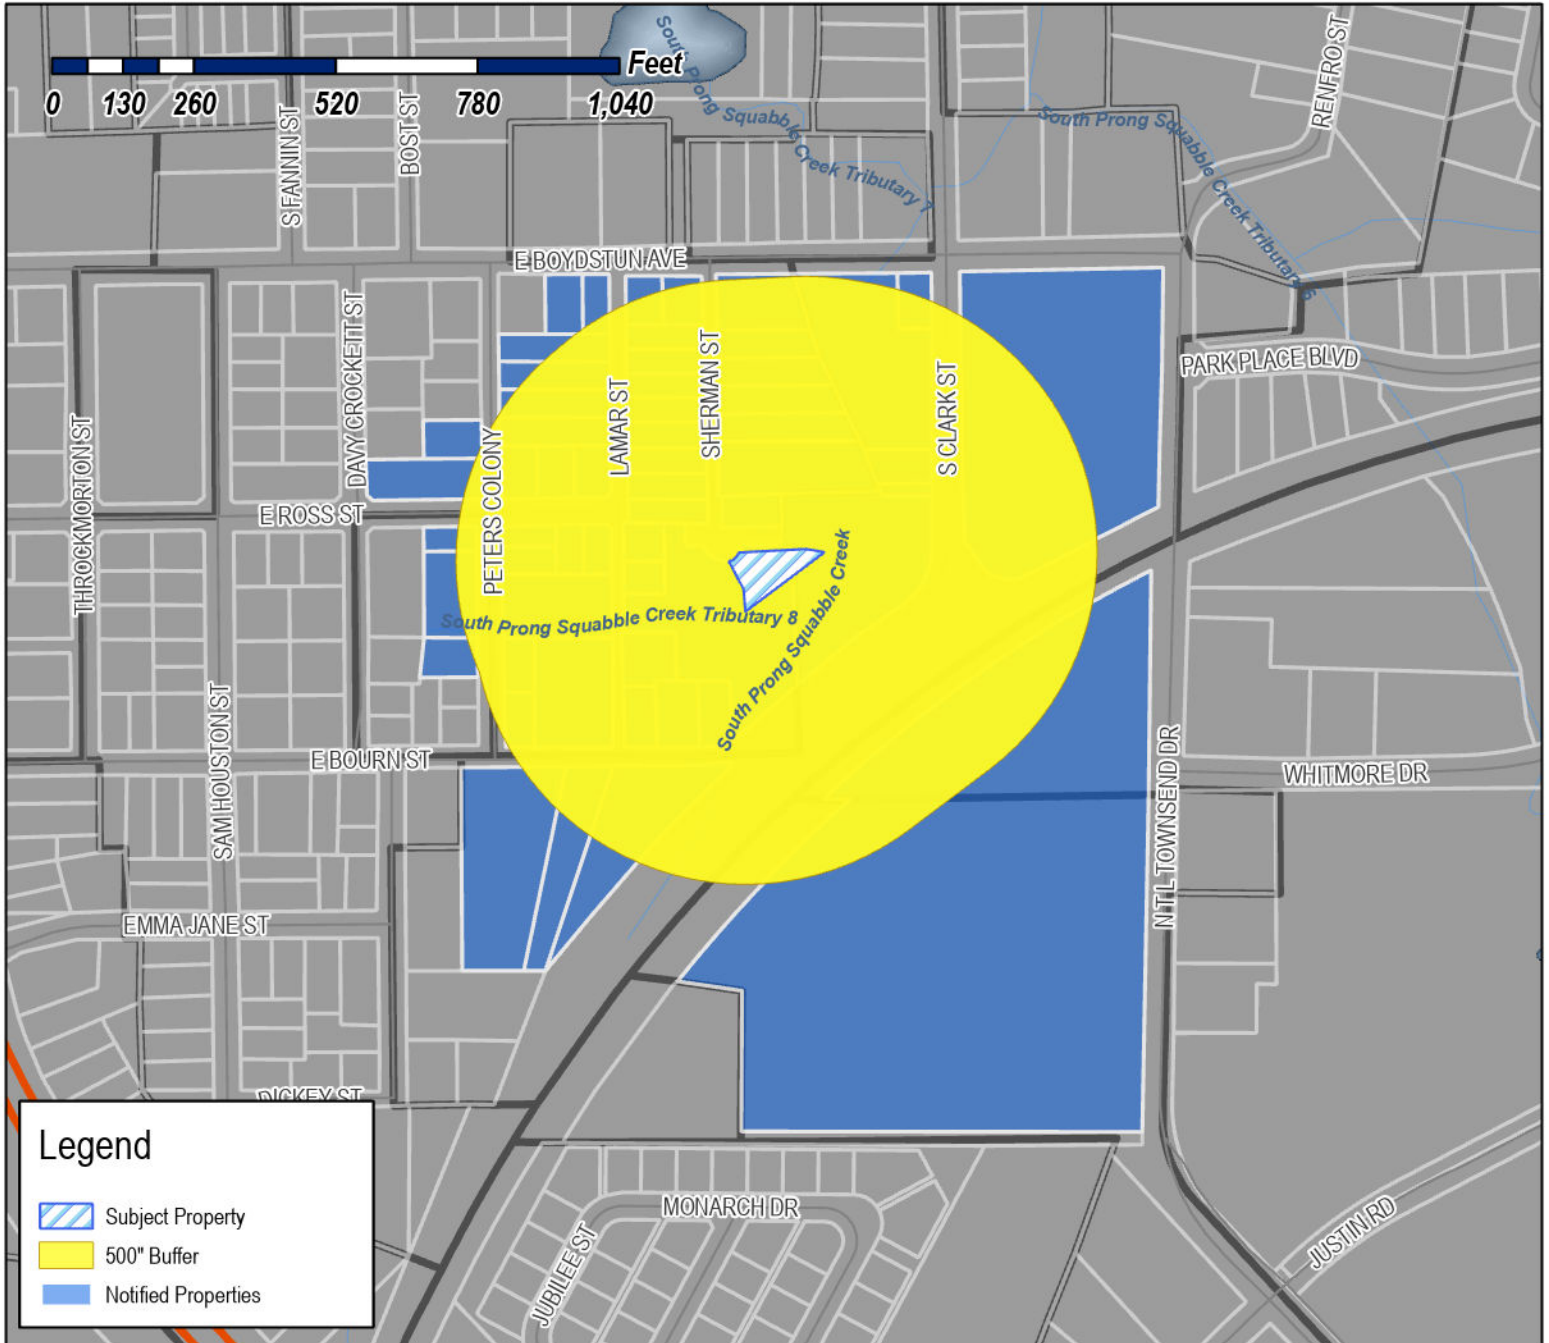 Feet
0 130 260 520 780 1,040
South Prong Squabble Creek Tributary 7
South Prong Squabble Creek Tributary 6
RENFRO ST
S FANNIN ST
BOST ST
E BOYDSTUN AVE
DAVY CROCKETT ST
THROCKMORTON ST
PETERS COLONY
LAMAR ST
SHERMAN ST
S CLARK ST
PARK PLACE BLVD
E ROSS ST
South Prong Squabble Creek Tributary 8
South Prong Squabble Creek
SAM HOUSTON ST
E BOURN ST
N T L TOWNSEND DR
WHITMORE DR
EMMA JANE ST
DICKEY ST
MONARCH DR
JUBILEE ST
JUSTIN RD
Legend
Subject Property
500" Buffer
Notified Properties